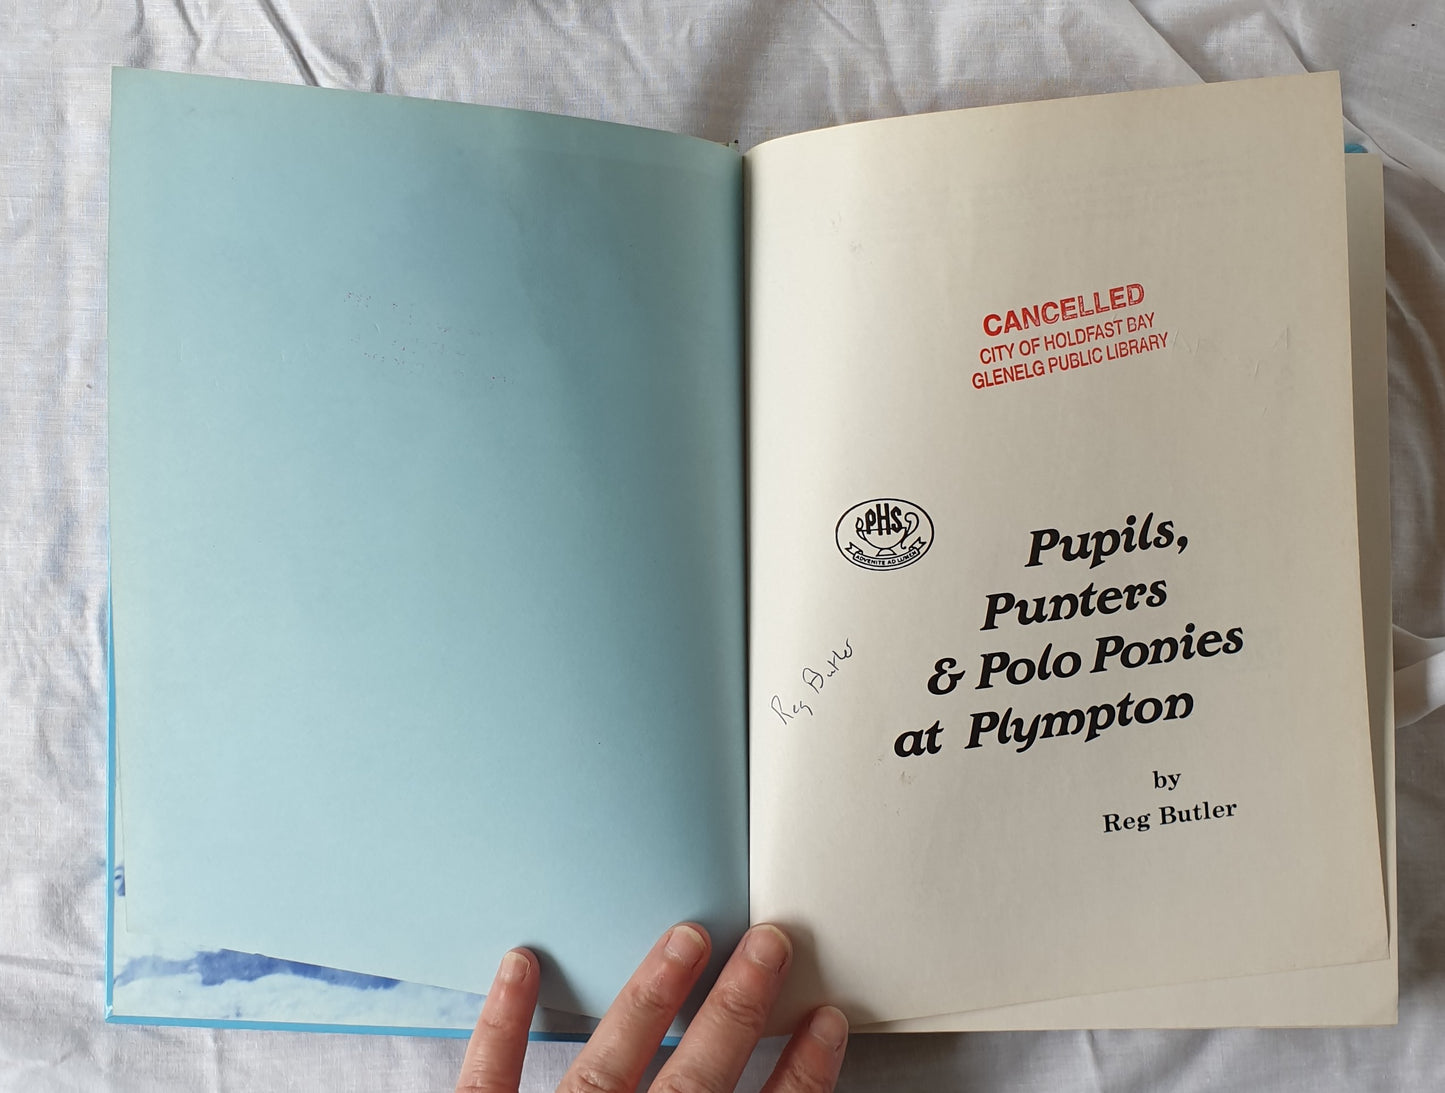 CANCELLED
CITY OF HOLDFAST BAY
GLENELG PUBLIC LIBRARY
PHS
ADVENITE AD LUMEN
Pupils,
Punters
& Polo Ponies
at Plympton
Reg Butler
by
Reg Butler